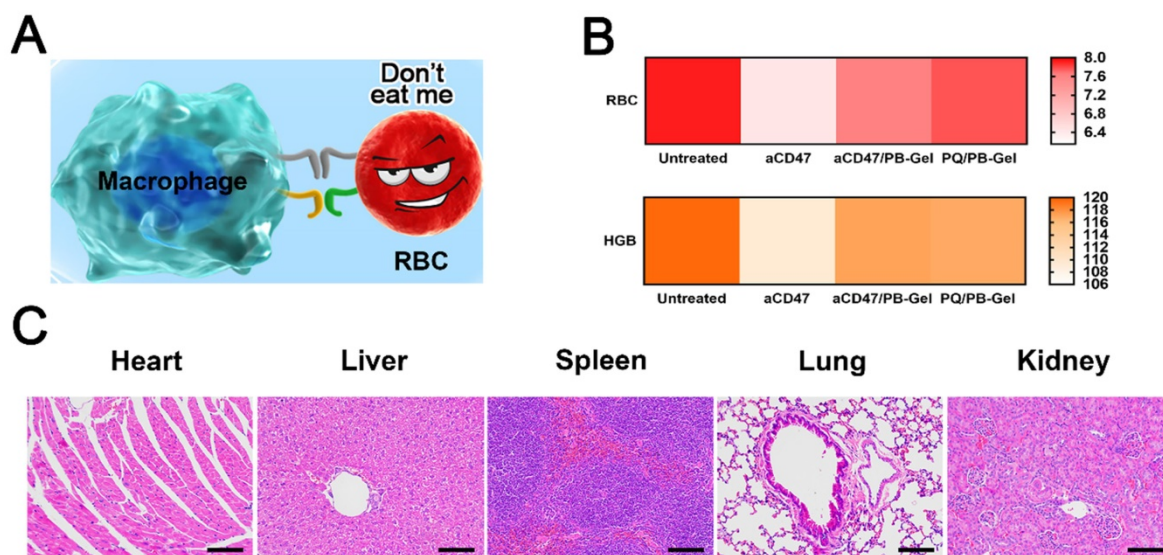 A
Don't
eat me
Macrophage
RBC
B
RBC
8.0
7.6
7.2
6.8
6.4
Untreated aCD47 aCD47/PB-Gel PQ/PB-Gel
HGB
120
118
116
114
112
110
108
106
Untreated aCD47 aCD47/PB-Gel PQ/PB-Gel
C
Heart Liver Spleen Lung Kidney